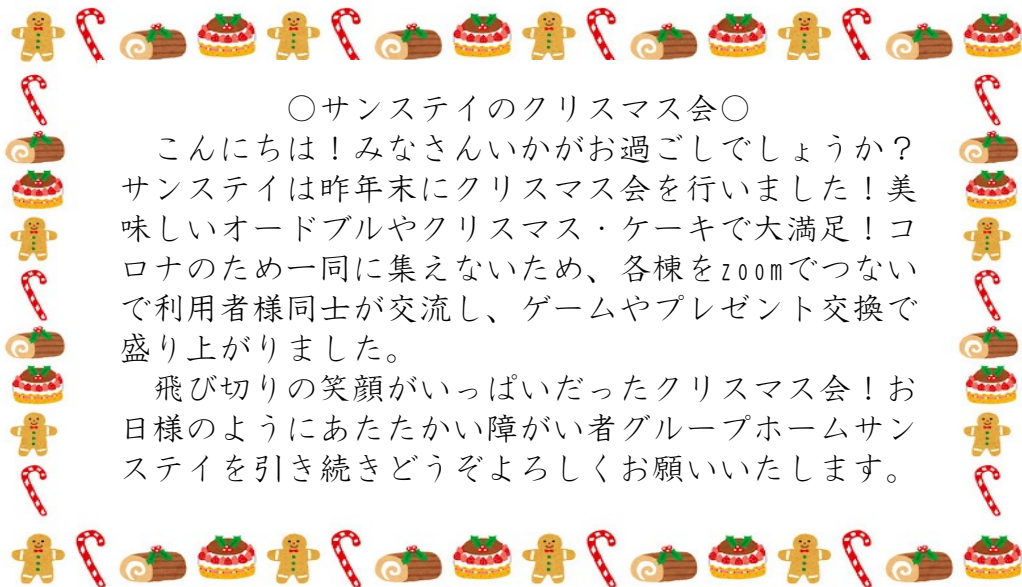 ○サンステイのクリスマス会○
　こんにちは！みなさんいかがお過ごしでしょうか？
サンステイは昨年末にクリスマス会を行いました！美
味しいオードブルやクリスマス・ケーキで大満足！コ
ロナのため一同に集えないため、各棟をzoomでつない
で利用者様同士が交流し、ゲームやプレゼント交換で
盛り上がりました。
　飛び切りの笑顔がいっぱいだったクリスマス会！お
日様のようにあたたかい障がい者グループホームサン
ステイを引き続きどうぞよろしくお願いいたします。